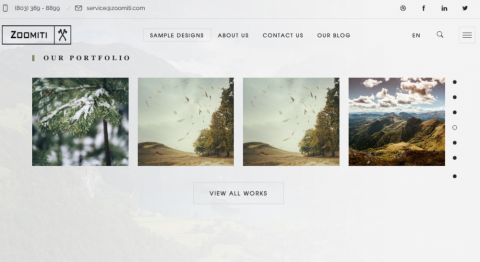 (803) 369 - 8899 / service@zoomiti.com
ZOOMITI
SAMPLE DESIGNS ABOUT US CONTACT US OUR BLOG EN
OUR PORTFOLIO
VIEW ALL WORKS